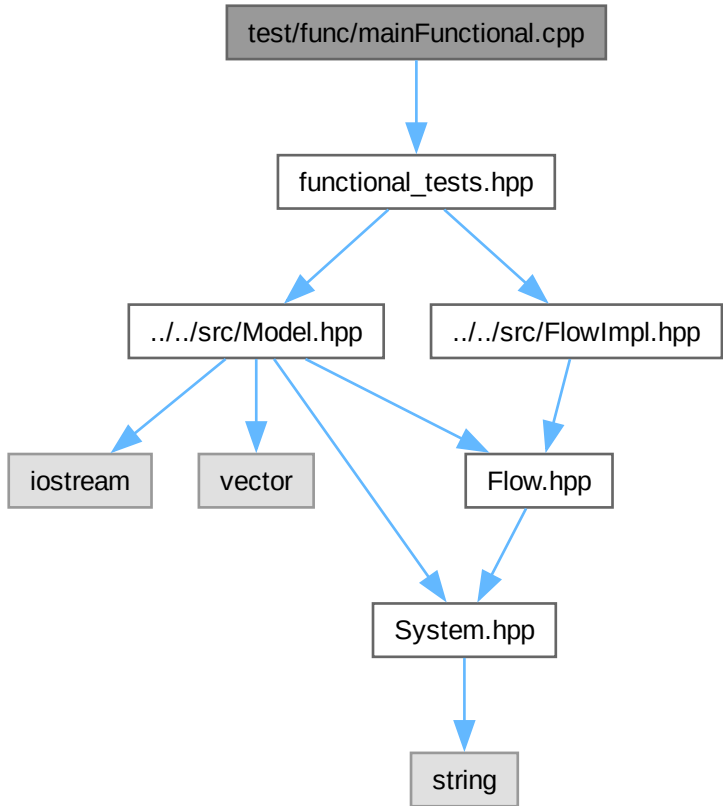 test/func/mainFunctional.cpp
functional_tests.hpp
../../src/Model.hpp
../../src/FlowImpl.hpp
iostream
vector
Flow.hpp
System.hpp
string